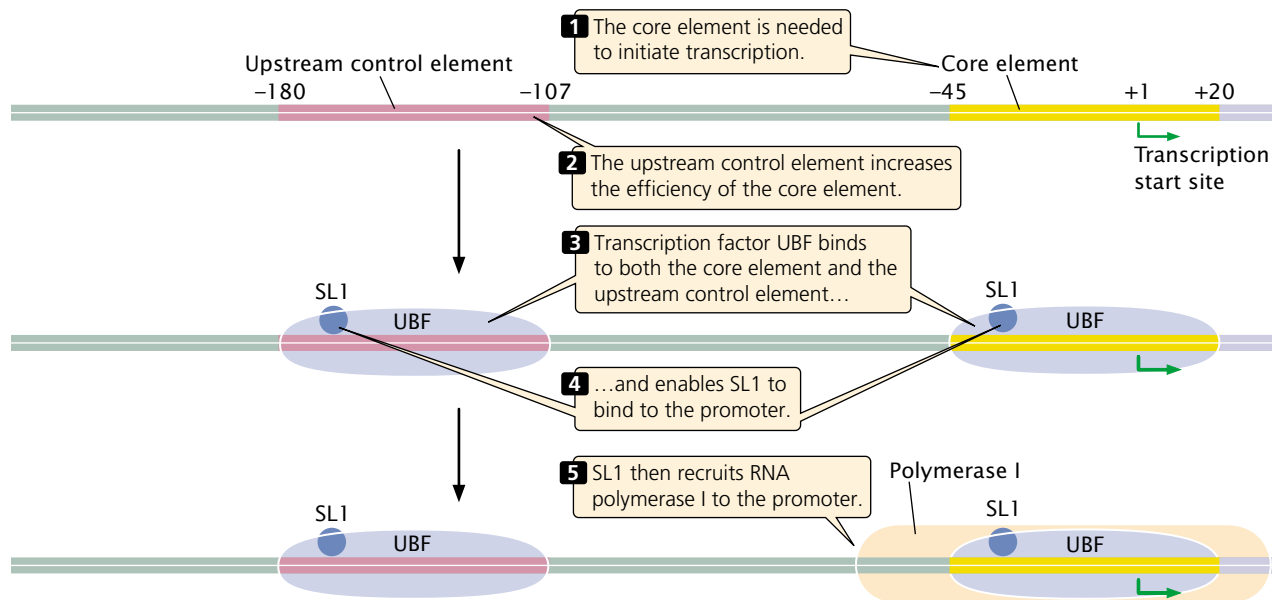 1 The core element is needed
to initiate transcription.
Upstream control element
Core element
−180
−107
−45
+1
+20
2 The upstream control element increases
the efficiency of the core element.
Transcription
start site
3 Transcription factor UBF binds
to both the core element and the
upstream control element…
SL1
UBF
SL1
UBF
4 …and enables SL1 to
bind to the promoter.
5 SL1 then recruits RNA
polymerase I to the promoter.
Polymerase I
SL1
UBF
SL1
UBF